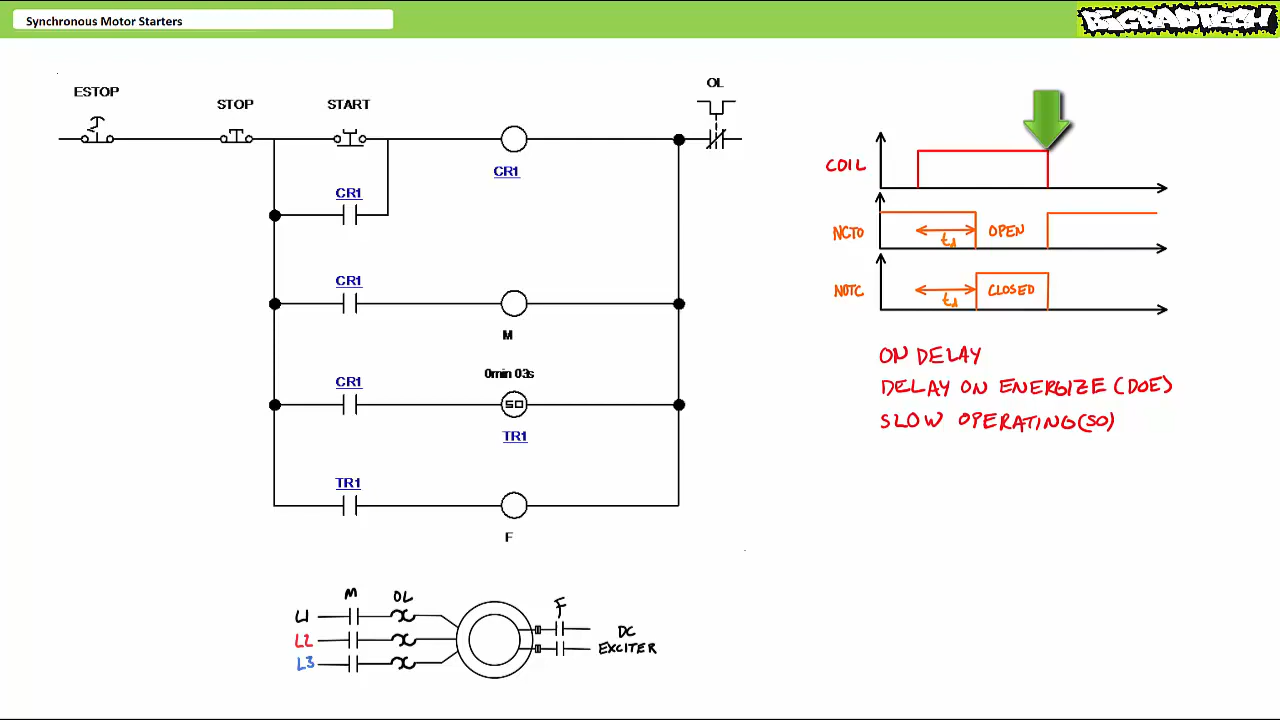 Synchronous Motor Starters
BIGBADTECH
ESTOP
STOP
START
OL
CR1
CR1
CR1
M
0min 03s
CR1
SO
TR1
TR1
F
COIL
NCTO
td
OPEN
NOTC
td
CLOSED
ON DELAY
DELAY ON ENERGIZE (DOE)
SLOW OPERATING (SO)
M
OL
F
L1
L2
L3
DC
EXCITER